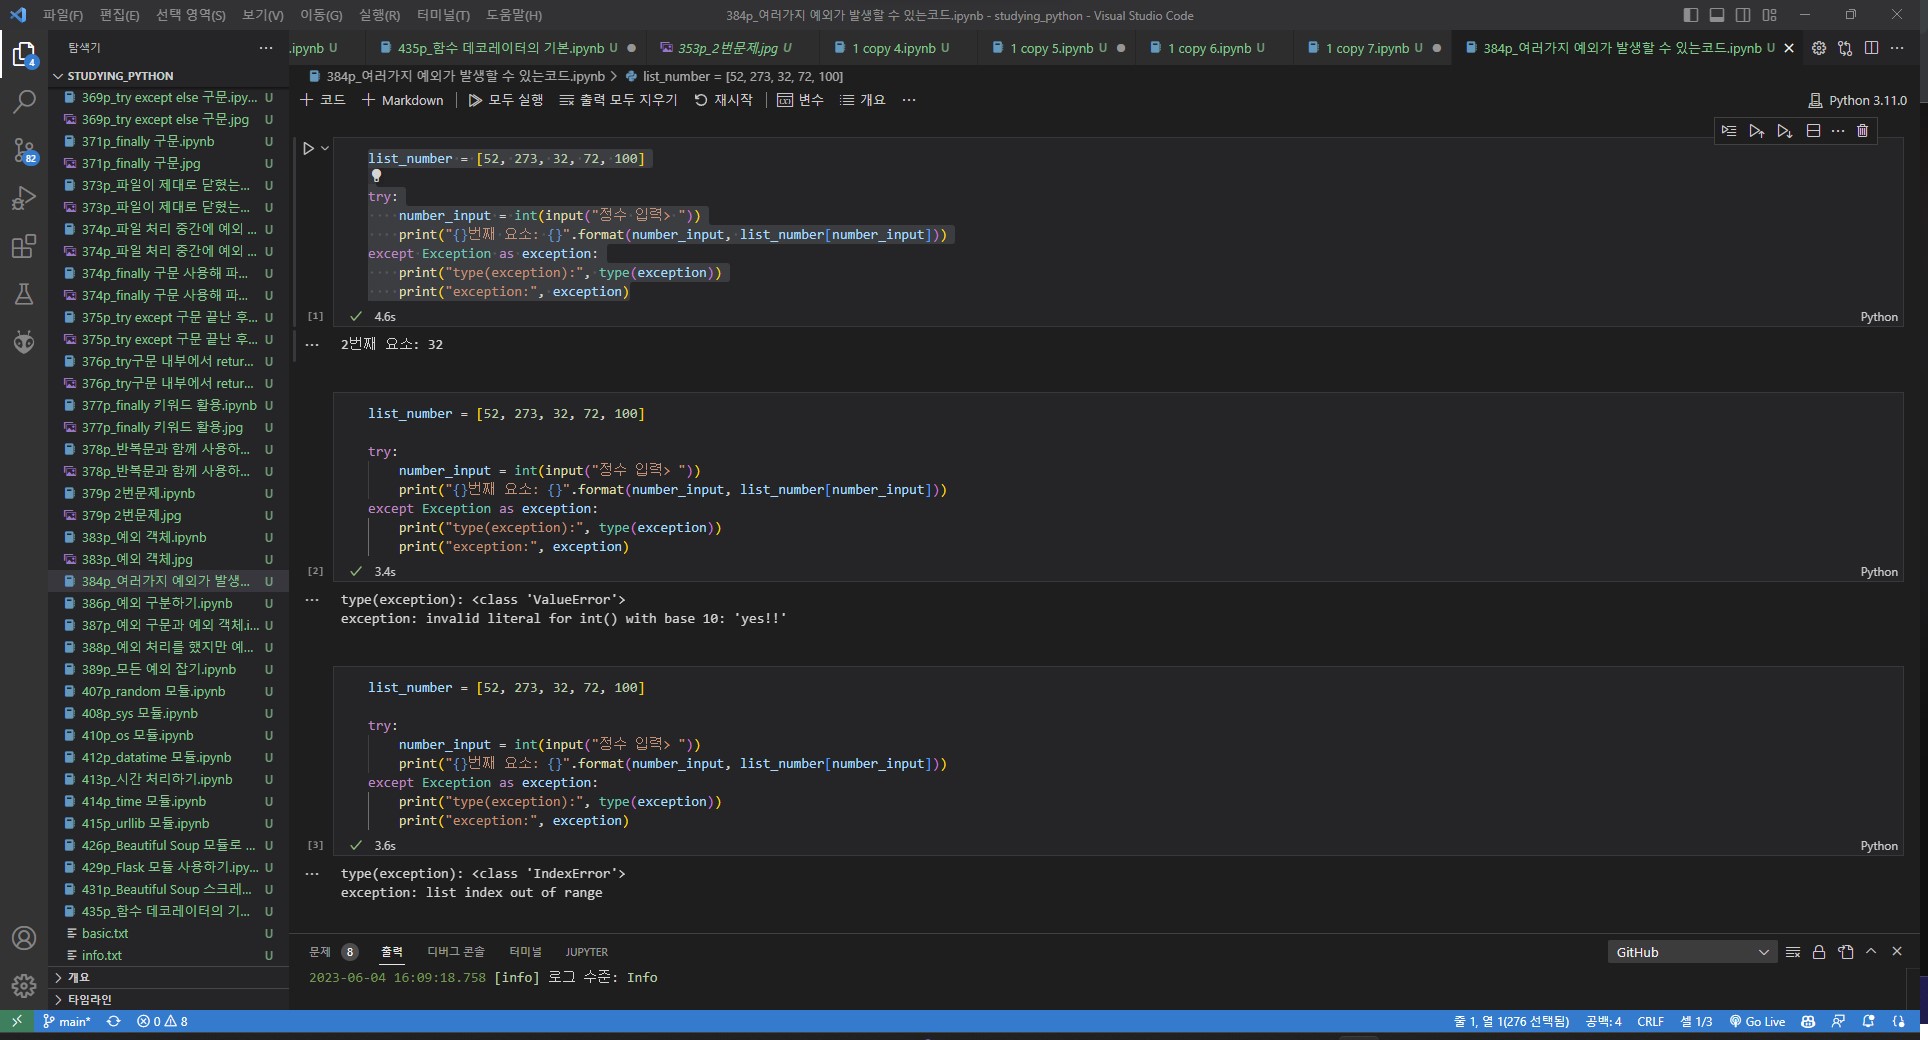 파일(F) 편집(E) 선택 영역(S) 보기(V) 이동(G) 실행(R) 터미널(T) 도움말(H)
384p_여러가지 예외가 발생할 수 있는코드.ipynb - studying_python - Visual Studio Code
탐색기
.ipynb U
435p_함수 데코레이터의 기본.ipynb U
353p_2번문제.jpg U
1 copy 4.ipynb U
1 copy 5.ipynb U
1 copy 6.ipynb U
1 copy 7.ipynb U
384p_여러가지 예외가 발생할 수 있는코드.ipynb U
4
82
STUDYING_PYTHON
369p_try except else 구문.ipy... U
369p_try except else 구문.jpg U
371p_finally 구문.ipynb U
371p_finally 구문.jpg U
373p_파일이 제대로 닫혔는... U
373p_파일이 제대로 닫혔는... U
374p_파일 처리 중간에 예외 ... U
374p_파일 처리 중간에 예외 ... U
374p_finally 구문 사용해 파... U
374p_finally 구문 사용해 파... U
375p_try except 구문 끝난 후... U
375p_try except 구문 끝난 후... U
376p_try구문 내부에서 retur... U
376p_try구문 내부에서 retur... U
377p_finally 키워드 활용.ipynb U
377p_finally 키워드 활용.jpg U
378p_반복문과 함께 사용하... U
378p_반복문과 함께 사용하... U
379p 2번문제.ipynb U
379p 2번문제.jpg U
383p_예외 객체.ipynb U
383p_예외 객체.jpg U
384p_여러가지 예외가 발생... U
386p_예외 구분하기.ipynb U
387p_예외 구문과 예외 객체.i... U
388p_예외 처리를 했지만 예... U
389p_모든 예외 잡기.ipynb U
407p_random 모듈.ipynb U
408p_sys 모듈.ipynb U
410p_os 모듈.ipynb U
412p_datatime 모듈.ipynb U
413p_시간 처리하기.ipynb U
414p_time 모듈.ipynb U
415p_urllib 모듈.ipynb U
426p_Beautiful Soup 모듈로 ... U
429p_Flask 모듈 사용하기.ipy... U
431p_Beautiful Soup 스크레... U
435p_함수 데코레이터의 기... U
basic.txt U
info.txt U
개요
타임라인
384p_여러가지 예외가 발생할 수 있는코드.ipynb > list_number = [52, 273, 32, 72, 100]
코드 Markdown 모두 실행 출력 모두 지우기 재시작 변수 개요 ...
Python 3.11.0
list_number = [52, 273, 32, 72, 100]
try:
number_input = int(input("정수 입력> "))
print("{}번째 요소: {}".format(number_input, list_number[number_input]))
except Exception as exception:
print("type(exception):", type(exception))
print("exception:", exception)
[1] 4.6s Python
2번째 요소: 32
list_number = [52, 273, 32, 72, 100]
try:
number_input = int(input("정수 입력> "))
print("{}번째 요소: {}".format(number_input, list_number[number_input]))
except Exception as exception:
print("type(exception):", type(exception))
print("exception:", exception)
[2] 3.4s Python
type(exception): <class 'ValueError'>
exception: invalid literal for int() with base 10: 'yes!!'
list_number = [52, 273, 32, 72, 100]
try:
number_input = int(input("정수 입력> "))
print("{}번째 요소: {}".format(number_input, list_number[number_input]))
except Exception as exception:
print("type(exception):", type(exception))
print("exception:", exception)
[3] 3.6s Python
type(exception): <class 'IndexError'>
exception: list index out of range
문제 8 출력 디버그 콘솔 터미널 JUPYTER
GitHub
2023-06-04 16:09:18.758 [info] 로그 수준: Info
main* 0 8
줄 1, 열 1(276 선택됨) 공백: 4 CRLF 셀 1/3 Go Live